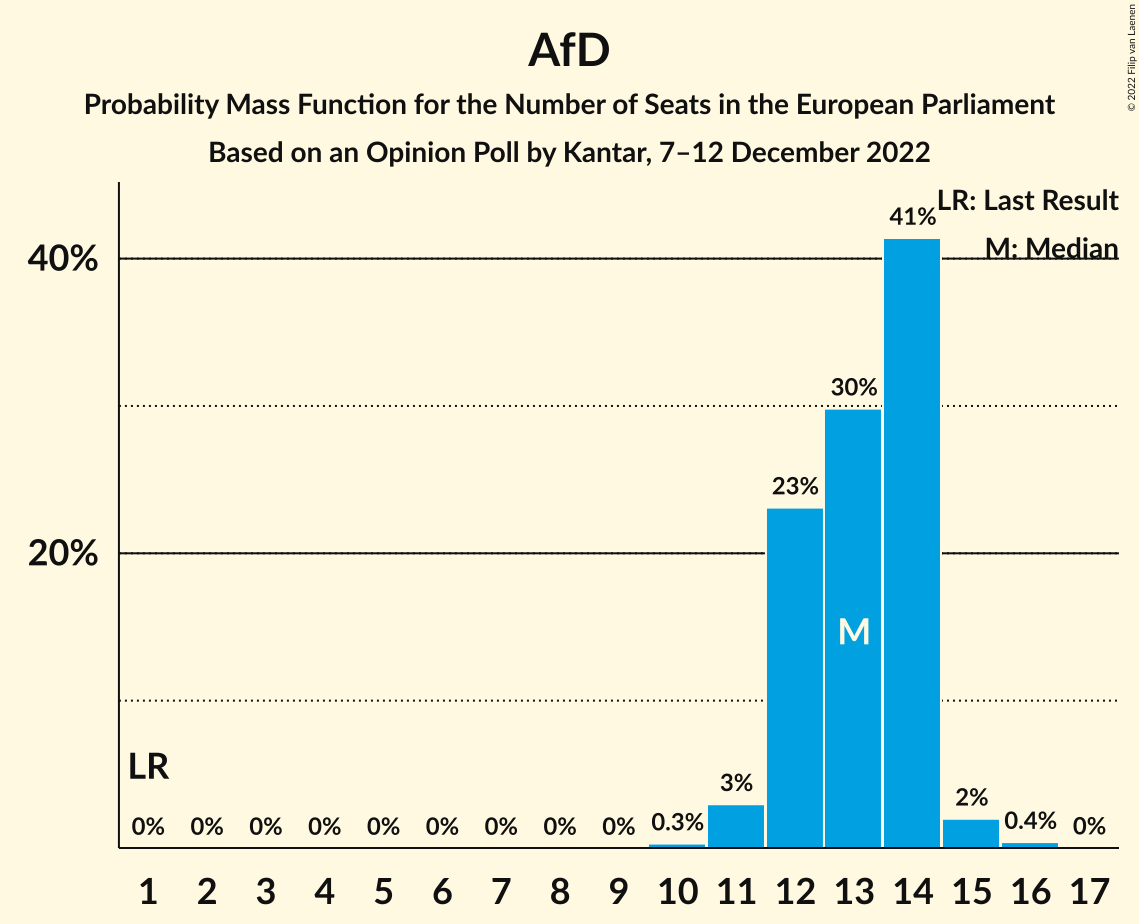 AfD
Probability Mass Function for the Number of Seats in the European Parliament
Based on an Opinion Poll by Kantar, 7–12 December 2022
© 2022 Filip van Laenen
LR: Last Result
M: Median
40%
20%
41%
30%
23%
M
LR
3%
2%
0% 0% 0% 0% 0% 0% 0% 0% 0% 0.3% 0.4% 0%
1 2 3 4 5 6 7 8 9 10 11 12 13 14 15 16 17